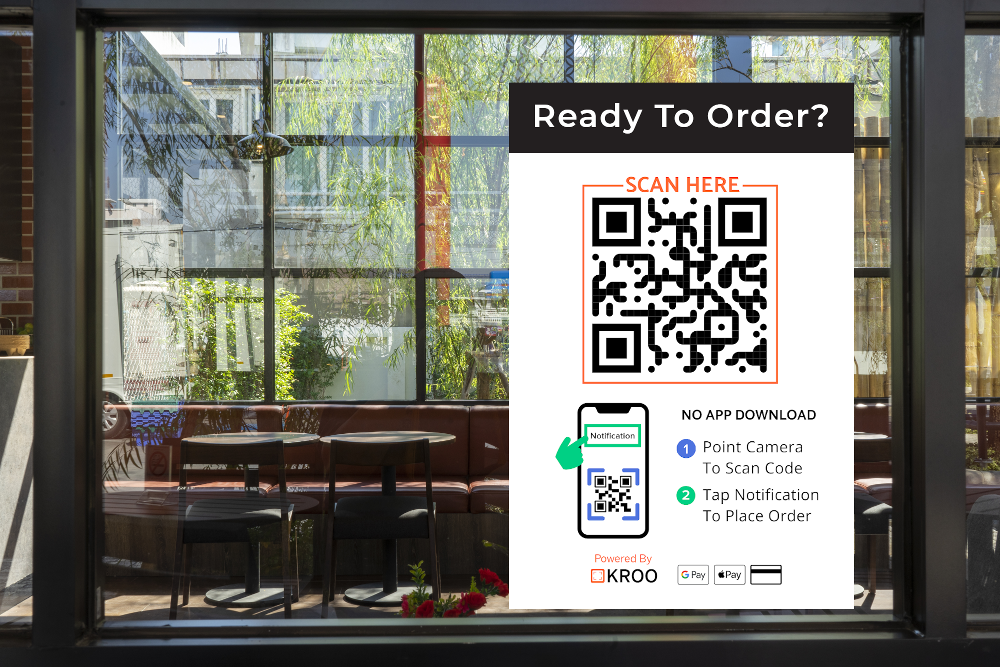 Ready To Order?
SCAN HERE
Notification
NO APP DOWNLOAD
1 Point Camera
To Scan Code
2 Tap Notification
To Place Order
Powered By
KROO
G Pay
Pay